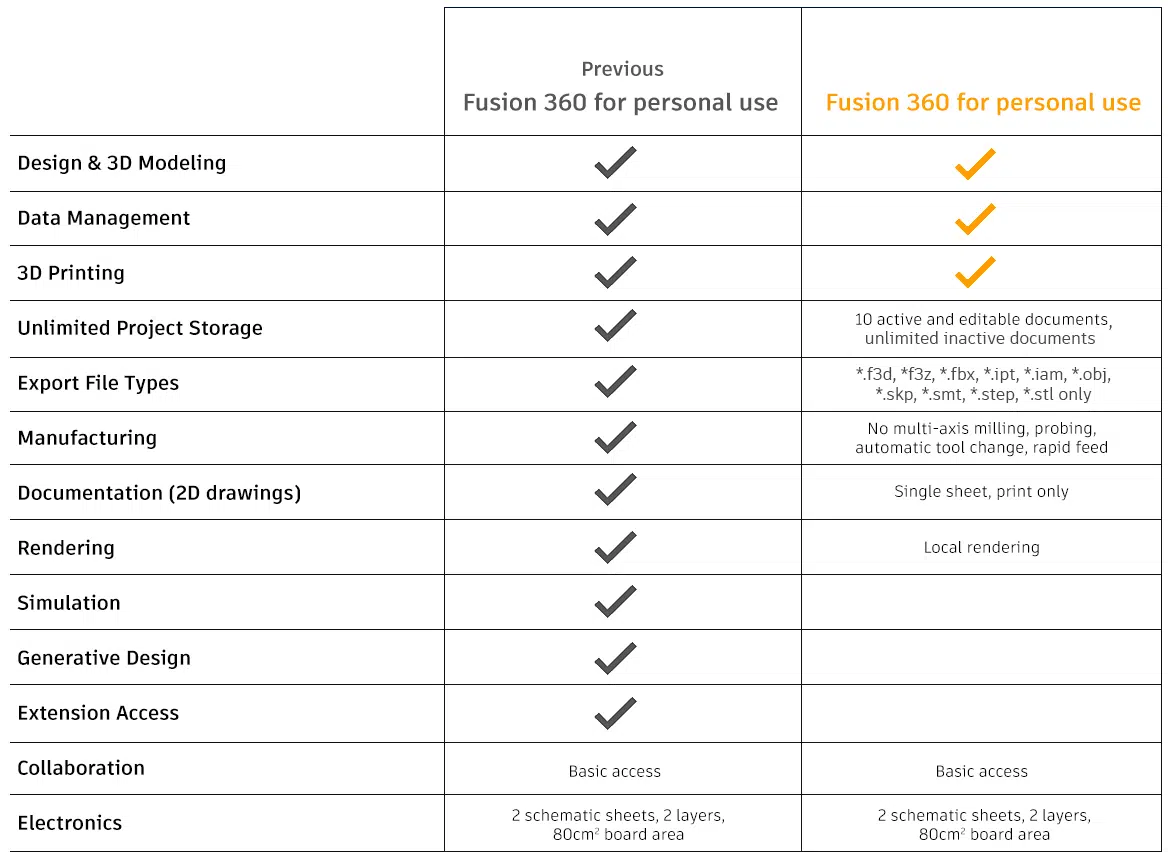 Previous
Fusion 360 for personal use
Fusion 360 for personal use
Design & 3D Modeling
Data Management
3D Printing
Unlimited Project Storage
10 active and editable documents,
unlimited inactive documents
Export File Types
*.f3d, *f3z, *.fbx, *.ipt, *.iam, *.obj,
*.skp, *.smt, *.step, *.stl only
Manufacturing
No multi-axis milling, probing,
automatic tool change, rapid feed
Documentation (2D drawings)
Single sheet, print only
Rendering
Local rendering
Simulation
Generative Design
Extension Access
Collaboration
Basic access
Basic access
Electronics
2 schematic sheets, 2 layers,
80cm² board area
2 schematic sheets, 2 layers,
80cm² board area